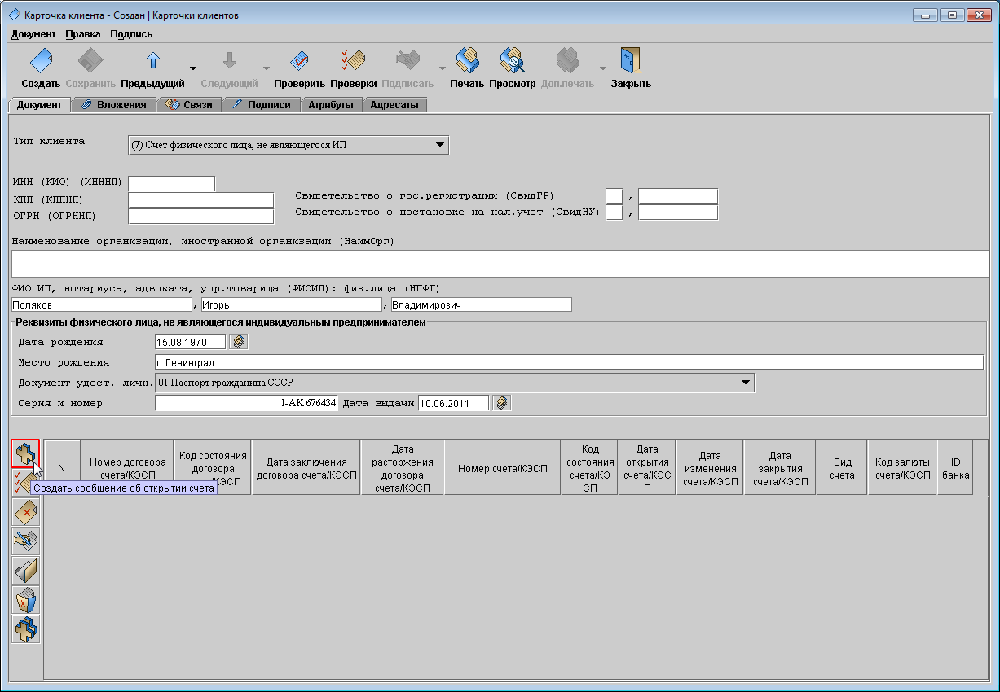 Карточка клиента - Создан | Карточки клиентов
Документ Правка Подпись
Создать Сохранить Предыдущий Следующий Проверить Проверки Подписать Печать Просмотр Доп.печать Закрыть
Документ Вложения Связи Подписи Атрибуты Адресаты
Тип клиента (7) Счет физического лица, не являющегося ИП
ИНН (КИО) (ИНННП)
КПП (КППНП) Свидетельство о гос.регистрации (СвидГР) ,
ОГРН (ОГРННП) Свидетельство о постановке на нал.учет (СвидНУ) ,
Наименование организации, иностранной организации (НаимОрг)
ФИО ИП, нотариуса, адвоката, упр.товарища (ФИОИП); физ.лица (НПФЛ)
Поляков , Игорь , Владимирович
Реквизиты физического лица, не являющегося индивидуальным предпринимателем
Дата рождения 15.08.1970
Место рождения г. Ленинград
Документ удост. личн. 01 Паспорт гражданина СССР
Серия и номер I-АК 676434 Дата выдачи 10.06.2011
N
Номер договора
счета/КЭСП
Код состояния
договора
счета/КЭСП
Дата заключения
договора счета/КЭСП
Дата
расторжения
договора
счета/КЭСП
Номер счета/КЭСП
Код
состояния
счета/КЭ
СП
Дата
открытия
счета/КЭС
П
Дата
изменения
счета/КЭСП
Дата
закрытия
счета/КЭСП
Вид
счета
Код валюты
счета/КЭСП
ID
банка
Создать сообщение об открытии счета